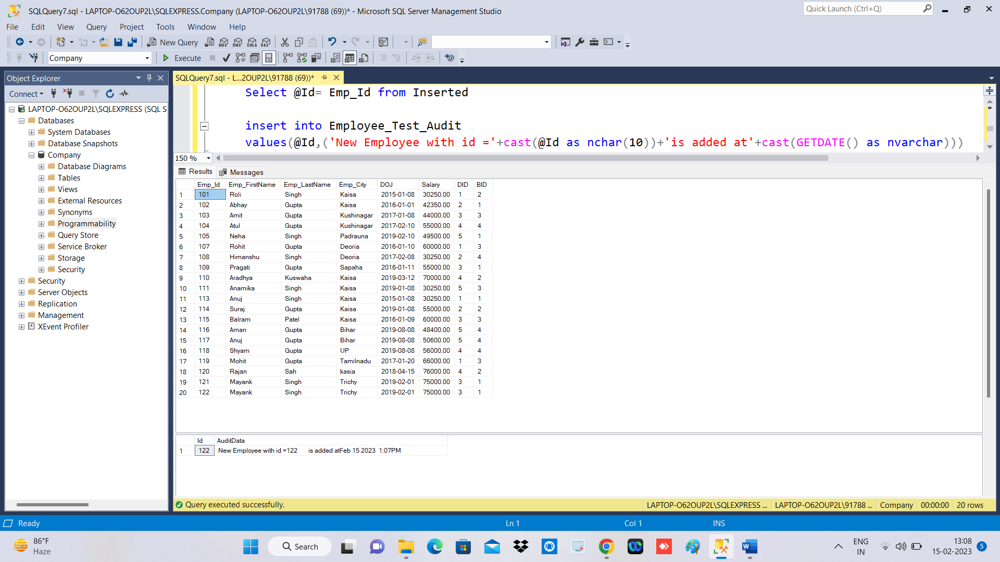 SQLQuery7.sql - LAPTOP-O62OUP2L\SQLEXPRESS.Company (LAPTOP-O62OUP2L\91788 (69))* - Microsoft SQL Server Management Studio
Quick Launch (Ctrl+Q)
File Edit View Query Project Tools Window Help
New Query MDX DMX XMLA DAX
Company Execute
Object Explorer
Connect
LAPTOP-O62OUP2L\SQLEXPRESS (SQL S
Databases
System Databases
Database Snapshots
Company
Database Diagrams
Tables
Views
External Resources
Synonyms
Programmability
Query Store
Service Broker
Storage
Security
Security
Server Objects
Replication
Management
XEvent Profiler
SQLQuery7.sql - L...2OUP2L\91788 (69))*
Select @Id= Emp_Id from Inserted
insert into Employee_Test_Audit
values(@Id,('New Employee with id ='+cast(@Id as nchar(10))+'is added at'+cast(GETDATE() as nvarchar)))
150 %
Results Messages
Emp_Id Emp_FirstName Emp_LastName Emp_City DOJ Salary DID BID
1 101 Roli Singh Kaisa 2015-01-08 30250.00 1 2
2 102 Abhay Gupta Kaisa 2016-01-01 42350.00 2 1
3 103 Amit Gupta Kushinagar 2017-01-08 44000.00 3 3
4 104 Atul Gupta Kushinagar 2017-02-10 55000.00 4 4
5 105 Neha Singh Padrauna 2019-02-10 49500.00 5 1
6 107 Rohit Gupta Deoria 2016-01-10 60000.00 1 3
7 108 Himanshu Singh Deoria 2017-02-08 30250.00 2 4
8 109 Pragati Gupta Sapaha 2016-01-11 55000.00 3 1
9 110 Aradhya Kuswaha Kaisa 2019-03-12 70000.00 4 2
10 111 Anamika Singh Kaisa 2019-01-08 30250.00 5 3
11 113 Anuj Singh Kaisa 2015-01-08 30250.00 1 1
12 114 Suraj Gupta Kaisa 2019-01-08 55000.00 2 2
13 115 Balram Patel Kaisa 2016-01-09 60000.00 3 3
14 116 Aman Gupta Bihar 2019-08-08 48400.00 5 4
15 117 Anuj Gupta Bihar 2019-08-08 50600.00 5 4
16 118 Shyam Gupta UP 2019-08-08 56000.00 4 4
17 119 Mohit Gupta Tamilnadu 2017-01-20 66000.00 1 3
18 120 Rajan Sah kasia 2018-04-15 76000.00 4 2
19 121 Mayank Singh Trichy 2019-02-01 75000.00 3 1
20 122 Mayank Singh Trichy 2019-02-01 75000.00 3 1
Id AuditData
1 122 New Employee with id =122 is added atFeb 15 2023 1:07PM
Query executed successfully. LAPTOP-O62OUP2L\SQLEXPRESS ... LAPTOP-O62OUP2L\91788 ... Company 00:00:00 20 rows
Ready Ln 1 Col 1 INS
86°F
Haze
Search
ENG
IN
13:08
15-02-2023
5